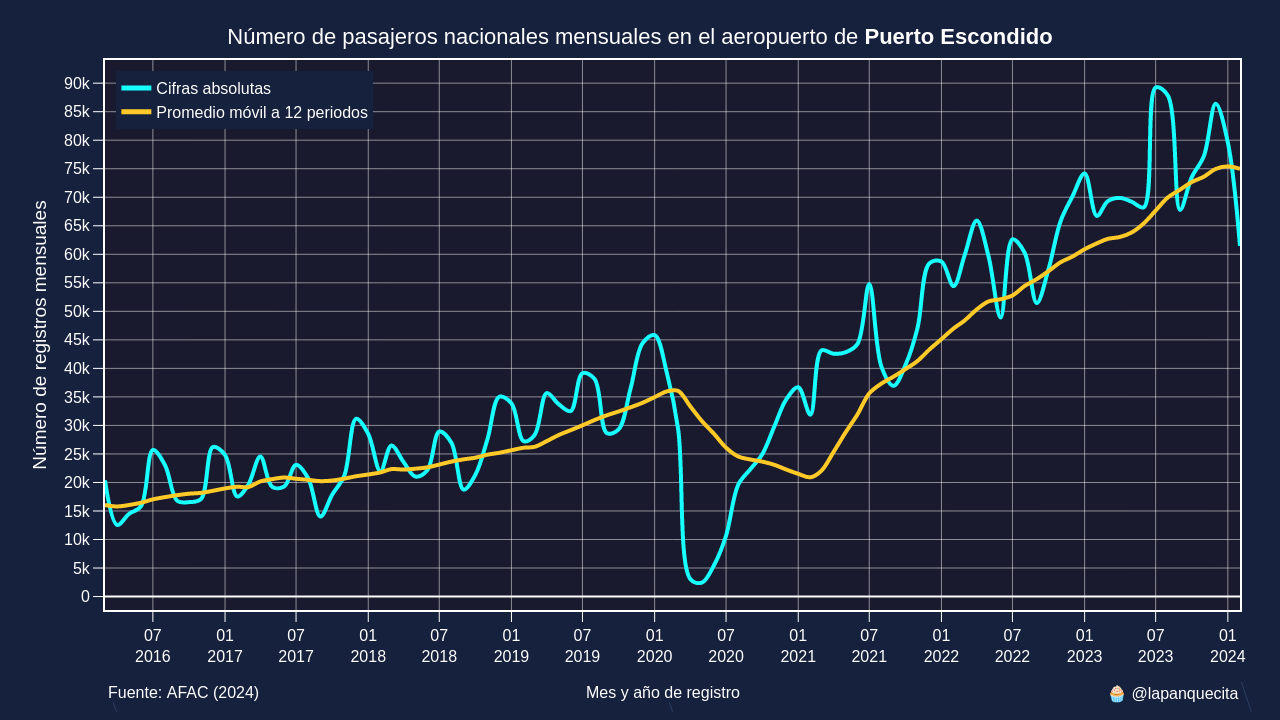 Número de pasajeros nacionales mensuales en el aeropuerto de Puerto Escondido
Cifras absolutas
Promedio móvil a 12 periodos
Número de registros mensuales
90k
85k
80k
75k
70k
65k
60k
55k
50k
45k
40k
35k
30k
25k
20k
15k
10k
5k
0
07 01 07 01 07 01 07 01 07 01 07 01 07 01 07 01
2016 2017 2017 2018 2018 2019 2019 2020 2020 2021 2021 2022 2022 2023 2023 2024
Fuente: AFAC (2024) Mes y año de registro 🧁 @lapanquecita